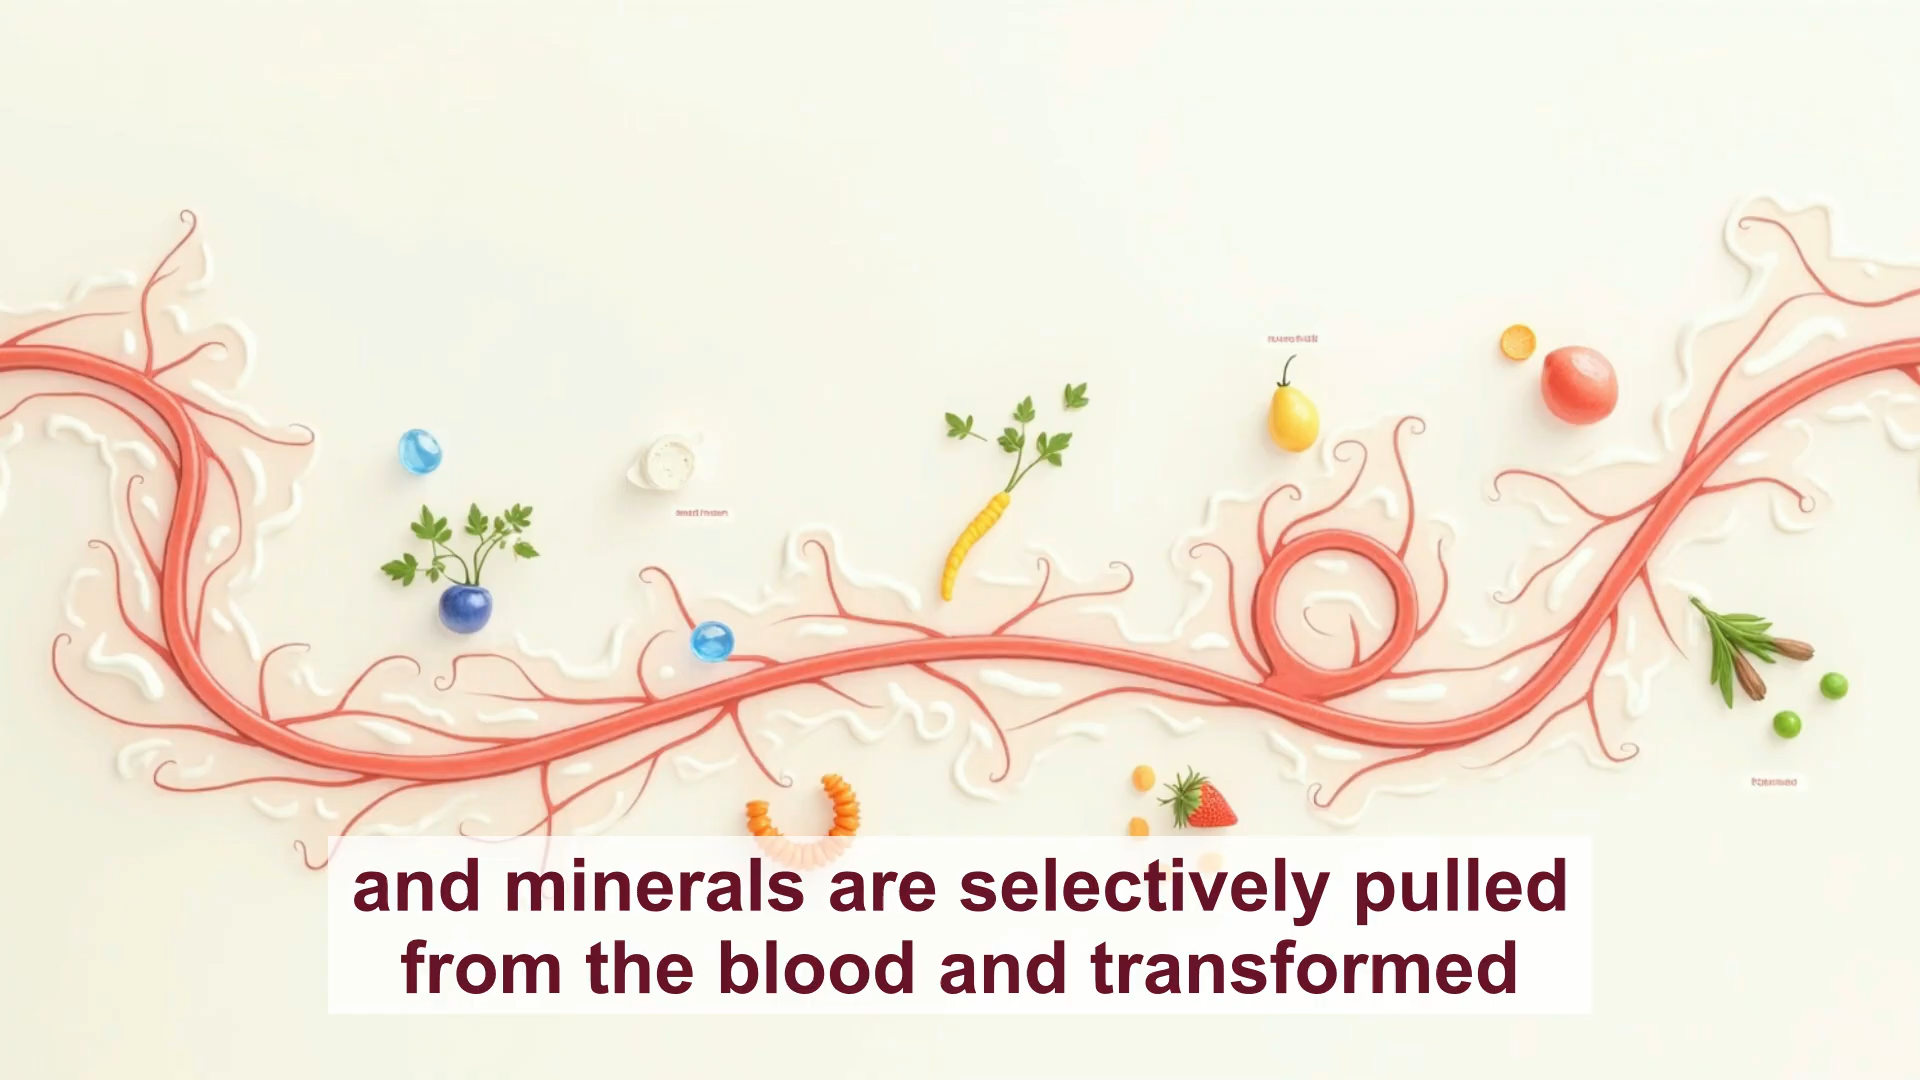 and minerals are selectively pulled
from the blood and transformed